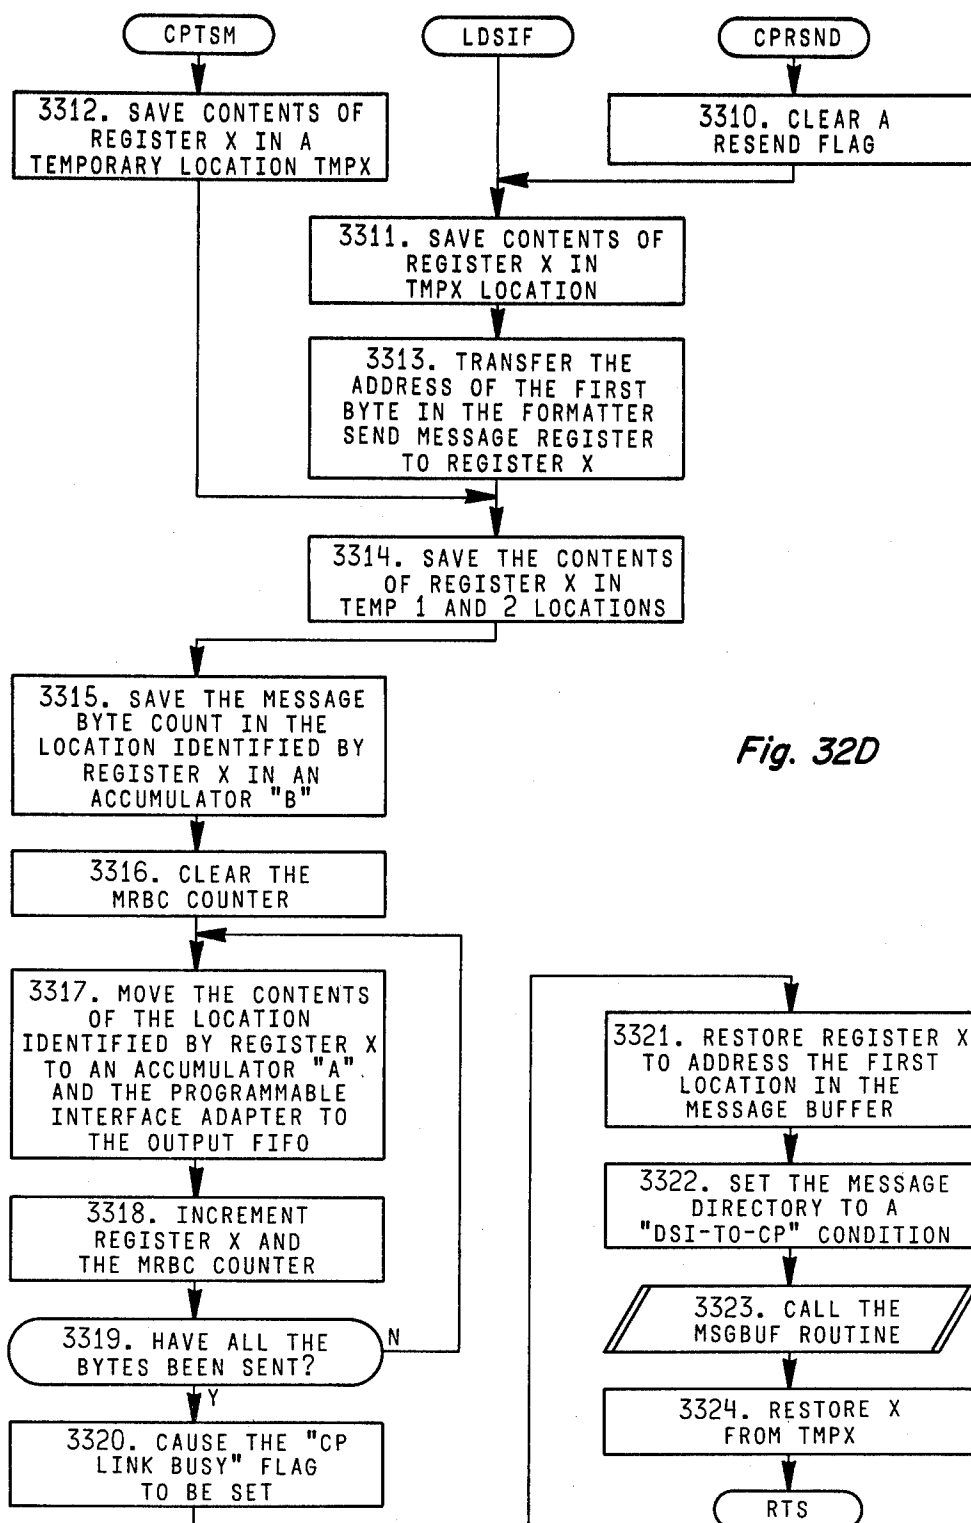 CPTSM
LDSIF
CPRSND
3312. SAVE CONTENTS OF
REGISTER X IN A
TEMPORARY LOCATION TMPX
3310. CLEAR A
RESEND FLAG
3311. SAVE CONTENTS OF
REGISTER X IN
TMPX LOCATION
3313. TRANSFER THE
ADDRESS OF THE FIRST
BYTE IN THE FORMATTER
SEND MESSAGE REGISTER
TO REGISTER X
3314. SAVE THE CONTENTS
OF REGISTER X IN
TEMP 1 AND 2 LOCATIONS
3315. SAVE THE MESSAGE
BYTE COUNT IN THE
LOCATION IDENTIFIED BY
REGISTER X IN AN
ACCUMULATOR "B"
Fig. 32D
3316. CLEAR THE
MRBC COUNTER
3317. MOVE THE CONTENTS
OF THE LOCATION
IDENTIFIED BY REGISTER X
TO AN ACCUMULATOR "A".
AND THE PROGRAMMABLE
INTERFACE ADAPTER TO
THE OUTPUT FIFO
3318. INCREMENT
REGISTER X AND
THE MRBC COUNTER
3319. HAVE ALL THE
BYTES BEEN SENT?
N
Y
3320. CAUSE THE "CP
LINK BUSY" FLAG
TO BE SET
3321. RESTORE REGISTER X
TO ADDRESS THE FIRST
LOCATION IN THE
MESSAGE BUFFER
3322. SET THE MESSAGE
DIRECTORY TO A
"DSI-TO-CP" CONDITION
3323. CALL THE
MSGBUF ROUTINE
3324. RESTORE X
FROM TMPX
RTS